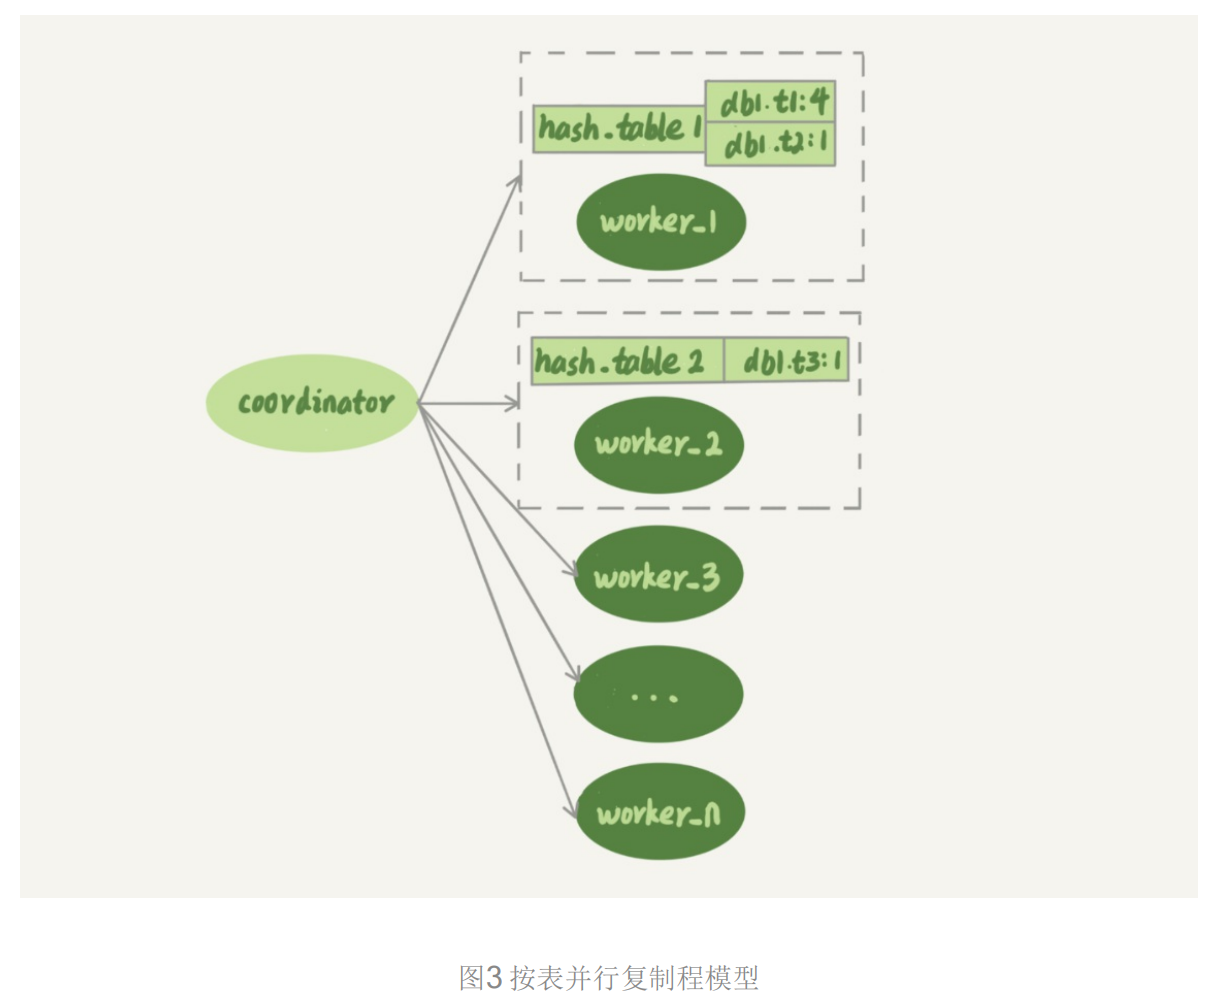 hash_table 1
db1.t1:4
db1.t2:1
worker_1
coordinator
hash_table 2
db1.t3:1
worker_2
worker_3
...
worker_n
图3 按表并行复制程模型